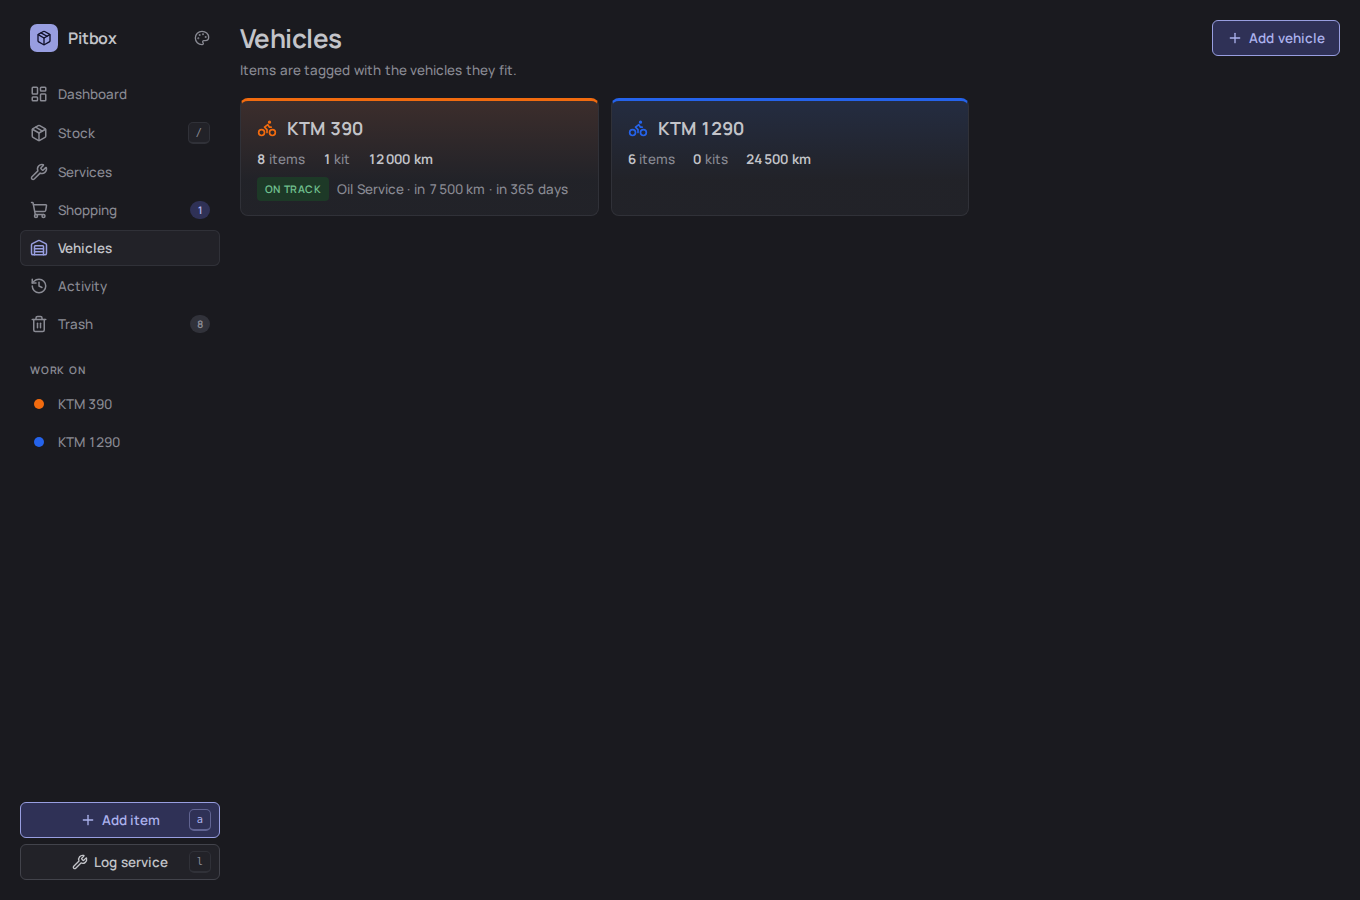 Pitbox
Dashboard
Stock /
Services
Shopping 1
Vehicles
Activity
Trash 8
WORK ON
KTM 390
KTM 1290
Add item a
Log service l
Vehicles
Items are tagged with the vehicles they fit.
Add vehicle
KTM 390
8 items 1 kit 12 000 km
ON TRACK Oil Service · in 7 500 km · in 365 days
KTM 1290
6 items 0 kits 24 500 km